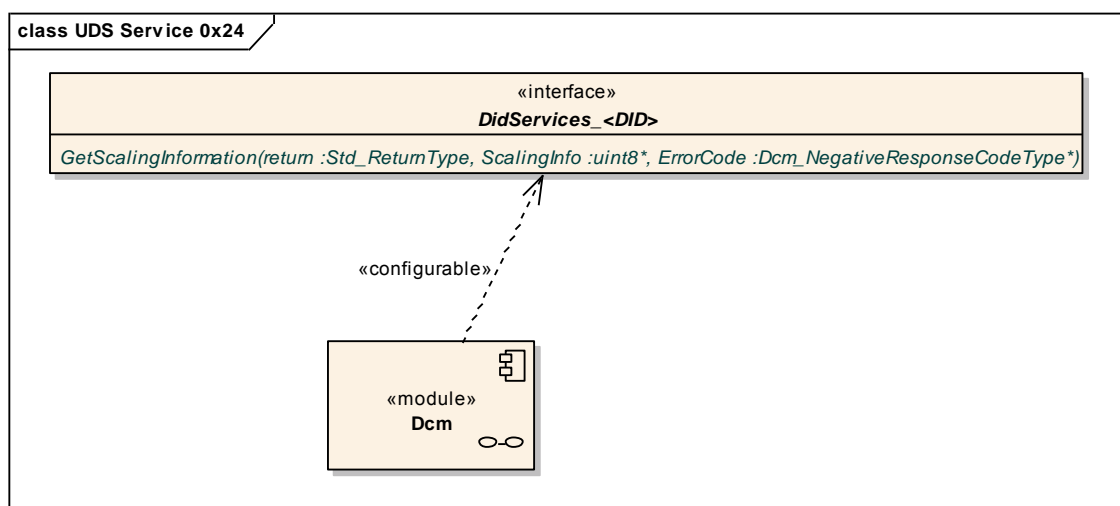 class UDS Service 0x24
«interface»
DidServices_<DID>
GetScalingInformation(return :Std_ReturnType, ScalingInfo :uint8*, ErrorCode :Dcm_NegativeResponseCodeType*)
«configurable»
«module»
Dcm